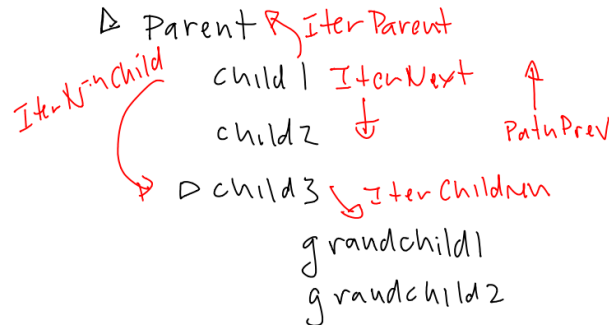 Parent IterParent
IterNthChild
child1 IterNext
child2 PathPrev
child3 IterChildren
grandchild1
grandchild2